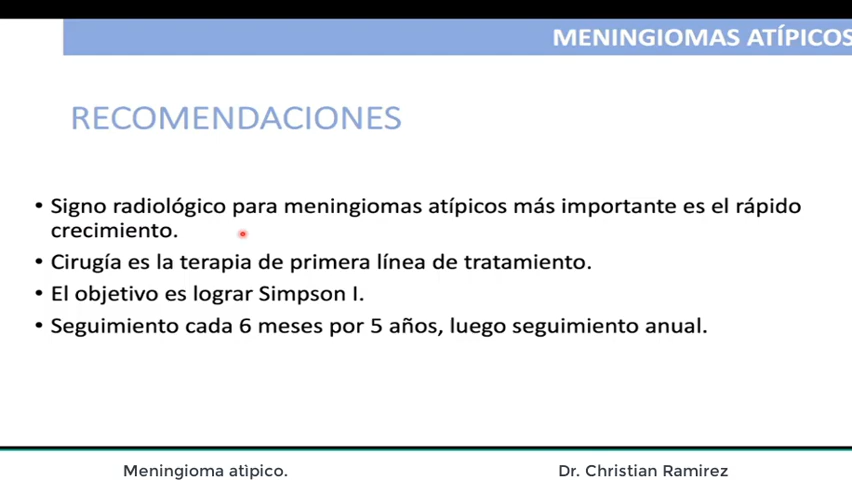 MENINGIOMAS ATÍPICOS
RECOMENDACIONES
• Signo radiológico para meningiomas atípicos más importante es el rápido
crecimiento.
• Cirugía es la terapia de primera línea de tratamiento.
• El objetivo es lograr Simpson I.
• Seguimiento cada 6 meses por 5 años, luego seguimiento anual.
Meningioma atìpico.
Dr. Christian Ramirez